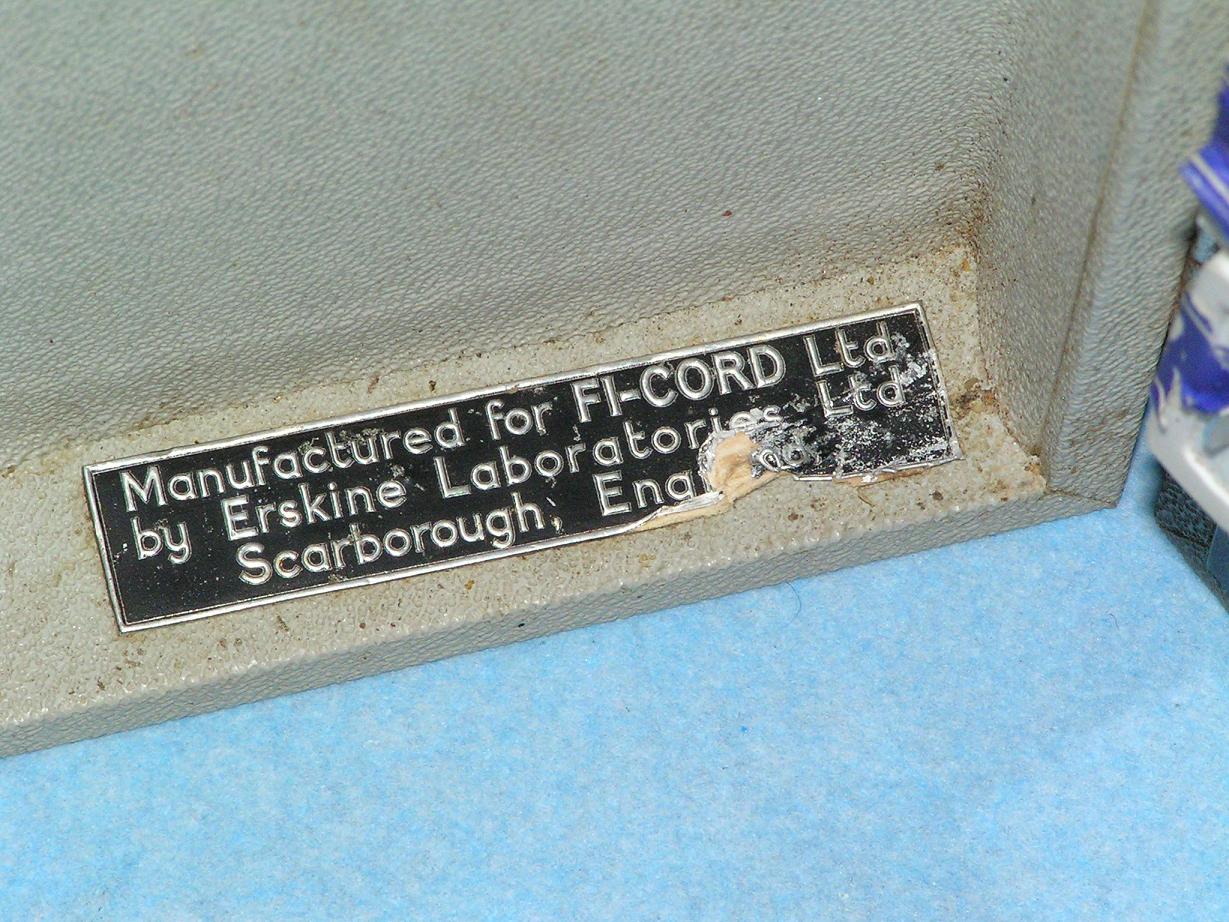 Manufactured for FI-CORD Ltd
by Erskine Laboratories Ltd
Scarborough,